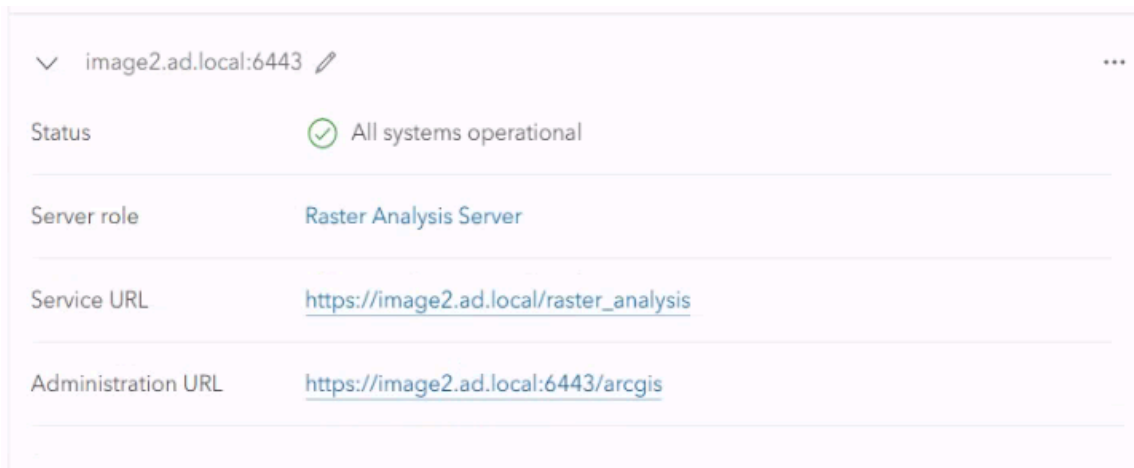 image2.ad.local:6443
Status All systems operational
Server role Raster Analysis Server
Service URL https://image2.ad.local/raster_analysis
Administration URL https://image2.ad.local:6443/arcgis